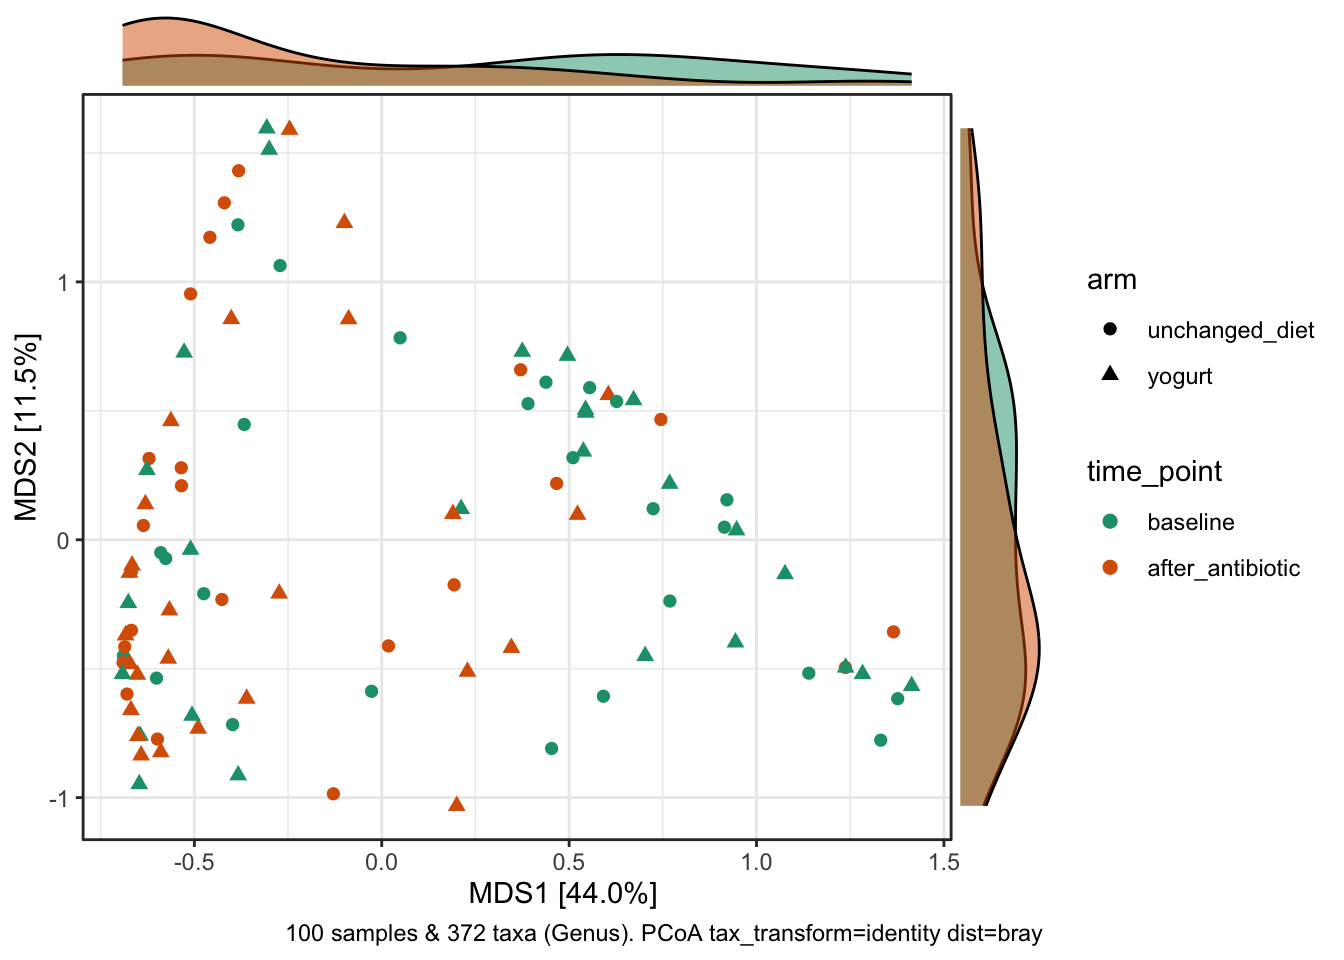 MDS2 [11.5%]
1
0
-1
-0.5
0.0
0.5
1.0
1.5
MDS1 [44.0%]
100 samples & 372 taxa (Genus). PCoA tax_transform=identity dist=bray
arm
unchanged_diet
yogurt
time_point
baseline
after_antibiotic